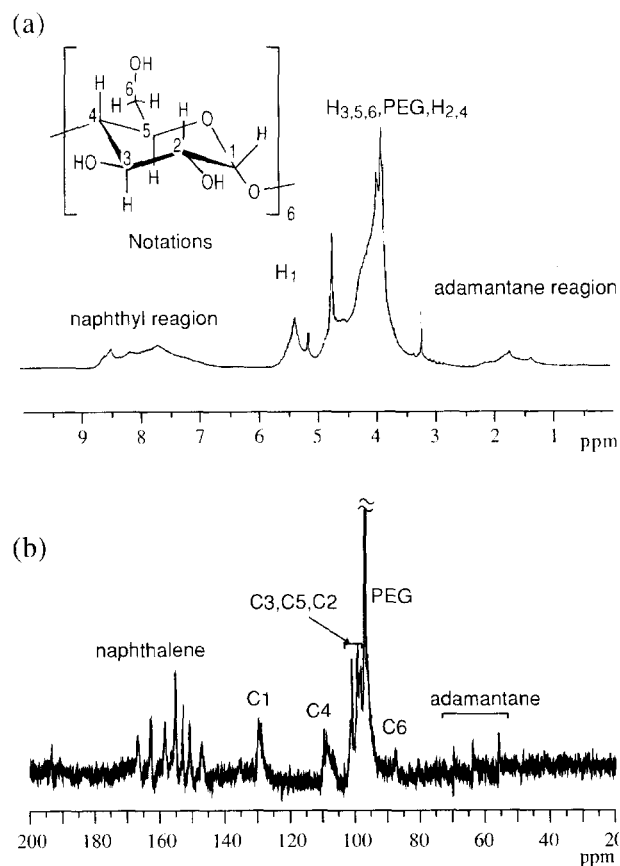 (a)
OH
6
H
H
H
H
4
5
O
H
2
1
HO
3
OH
H
H
O
6
Notations
H3,5,6,PEG,H2,4
H1
naphthyl reagion
adamantane reagion
9 8 7 6 5 4 3 2 1
ppm
(b)
PEG
C3,C5,C2
naphthalene
C1
C4
C6
adamantane
200 180 160 140 120 100 80 60 40 20
ppm